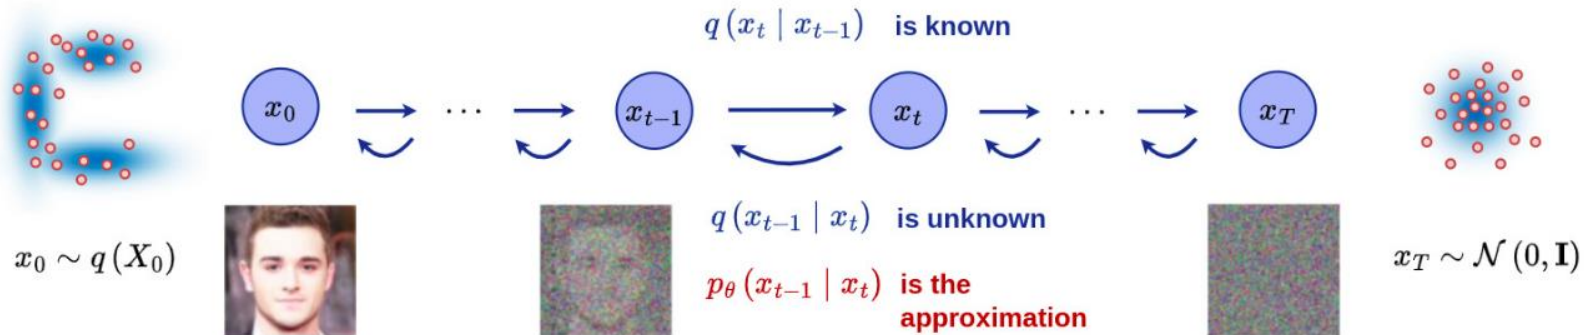 q(x_t | x_{t-1}) is known
x_0 ··· x_{t-1} x_t ··· x_T
q(x_{t-1} | x_t) is unknown
x_0 ∼ q(X_0)
x_T ∼ 𝒩(0, I)
p_θ(x_{t-1} | x_t) is the
approximation